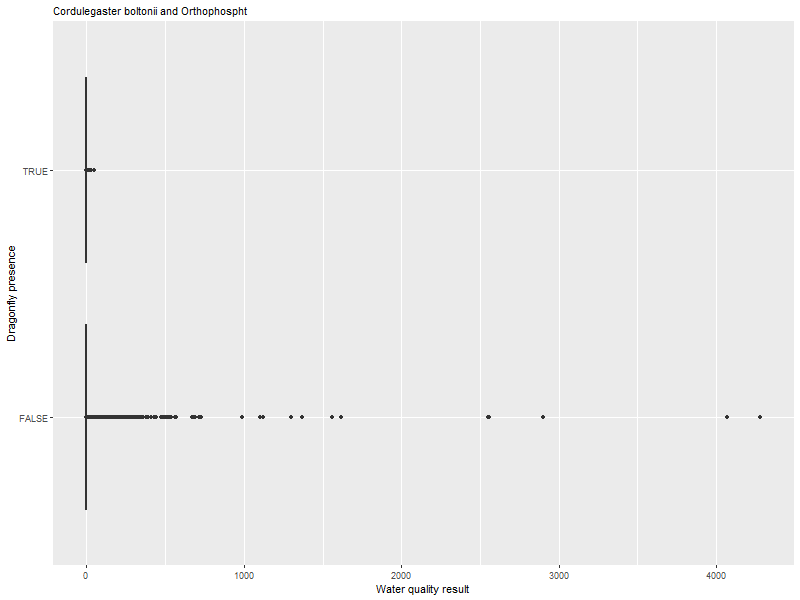 Cordulegaster boltonii and Orthophospht
Dragonfly presence
TRUE
FALSE
0 1000 2000 3000 4000
Water quality result